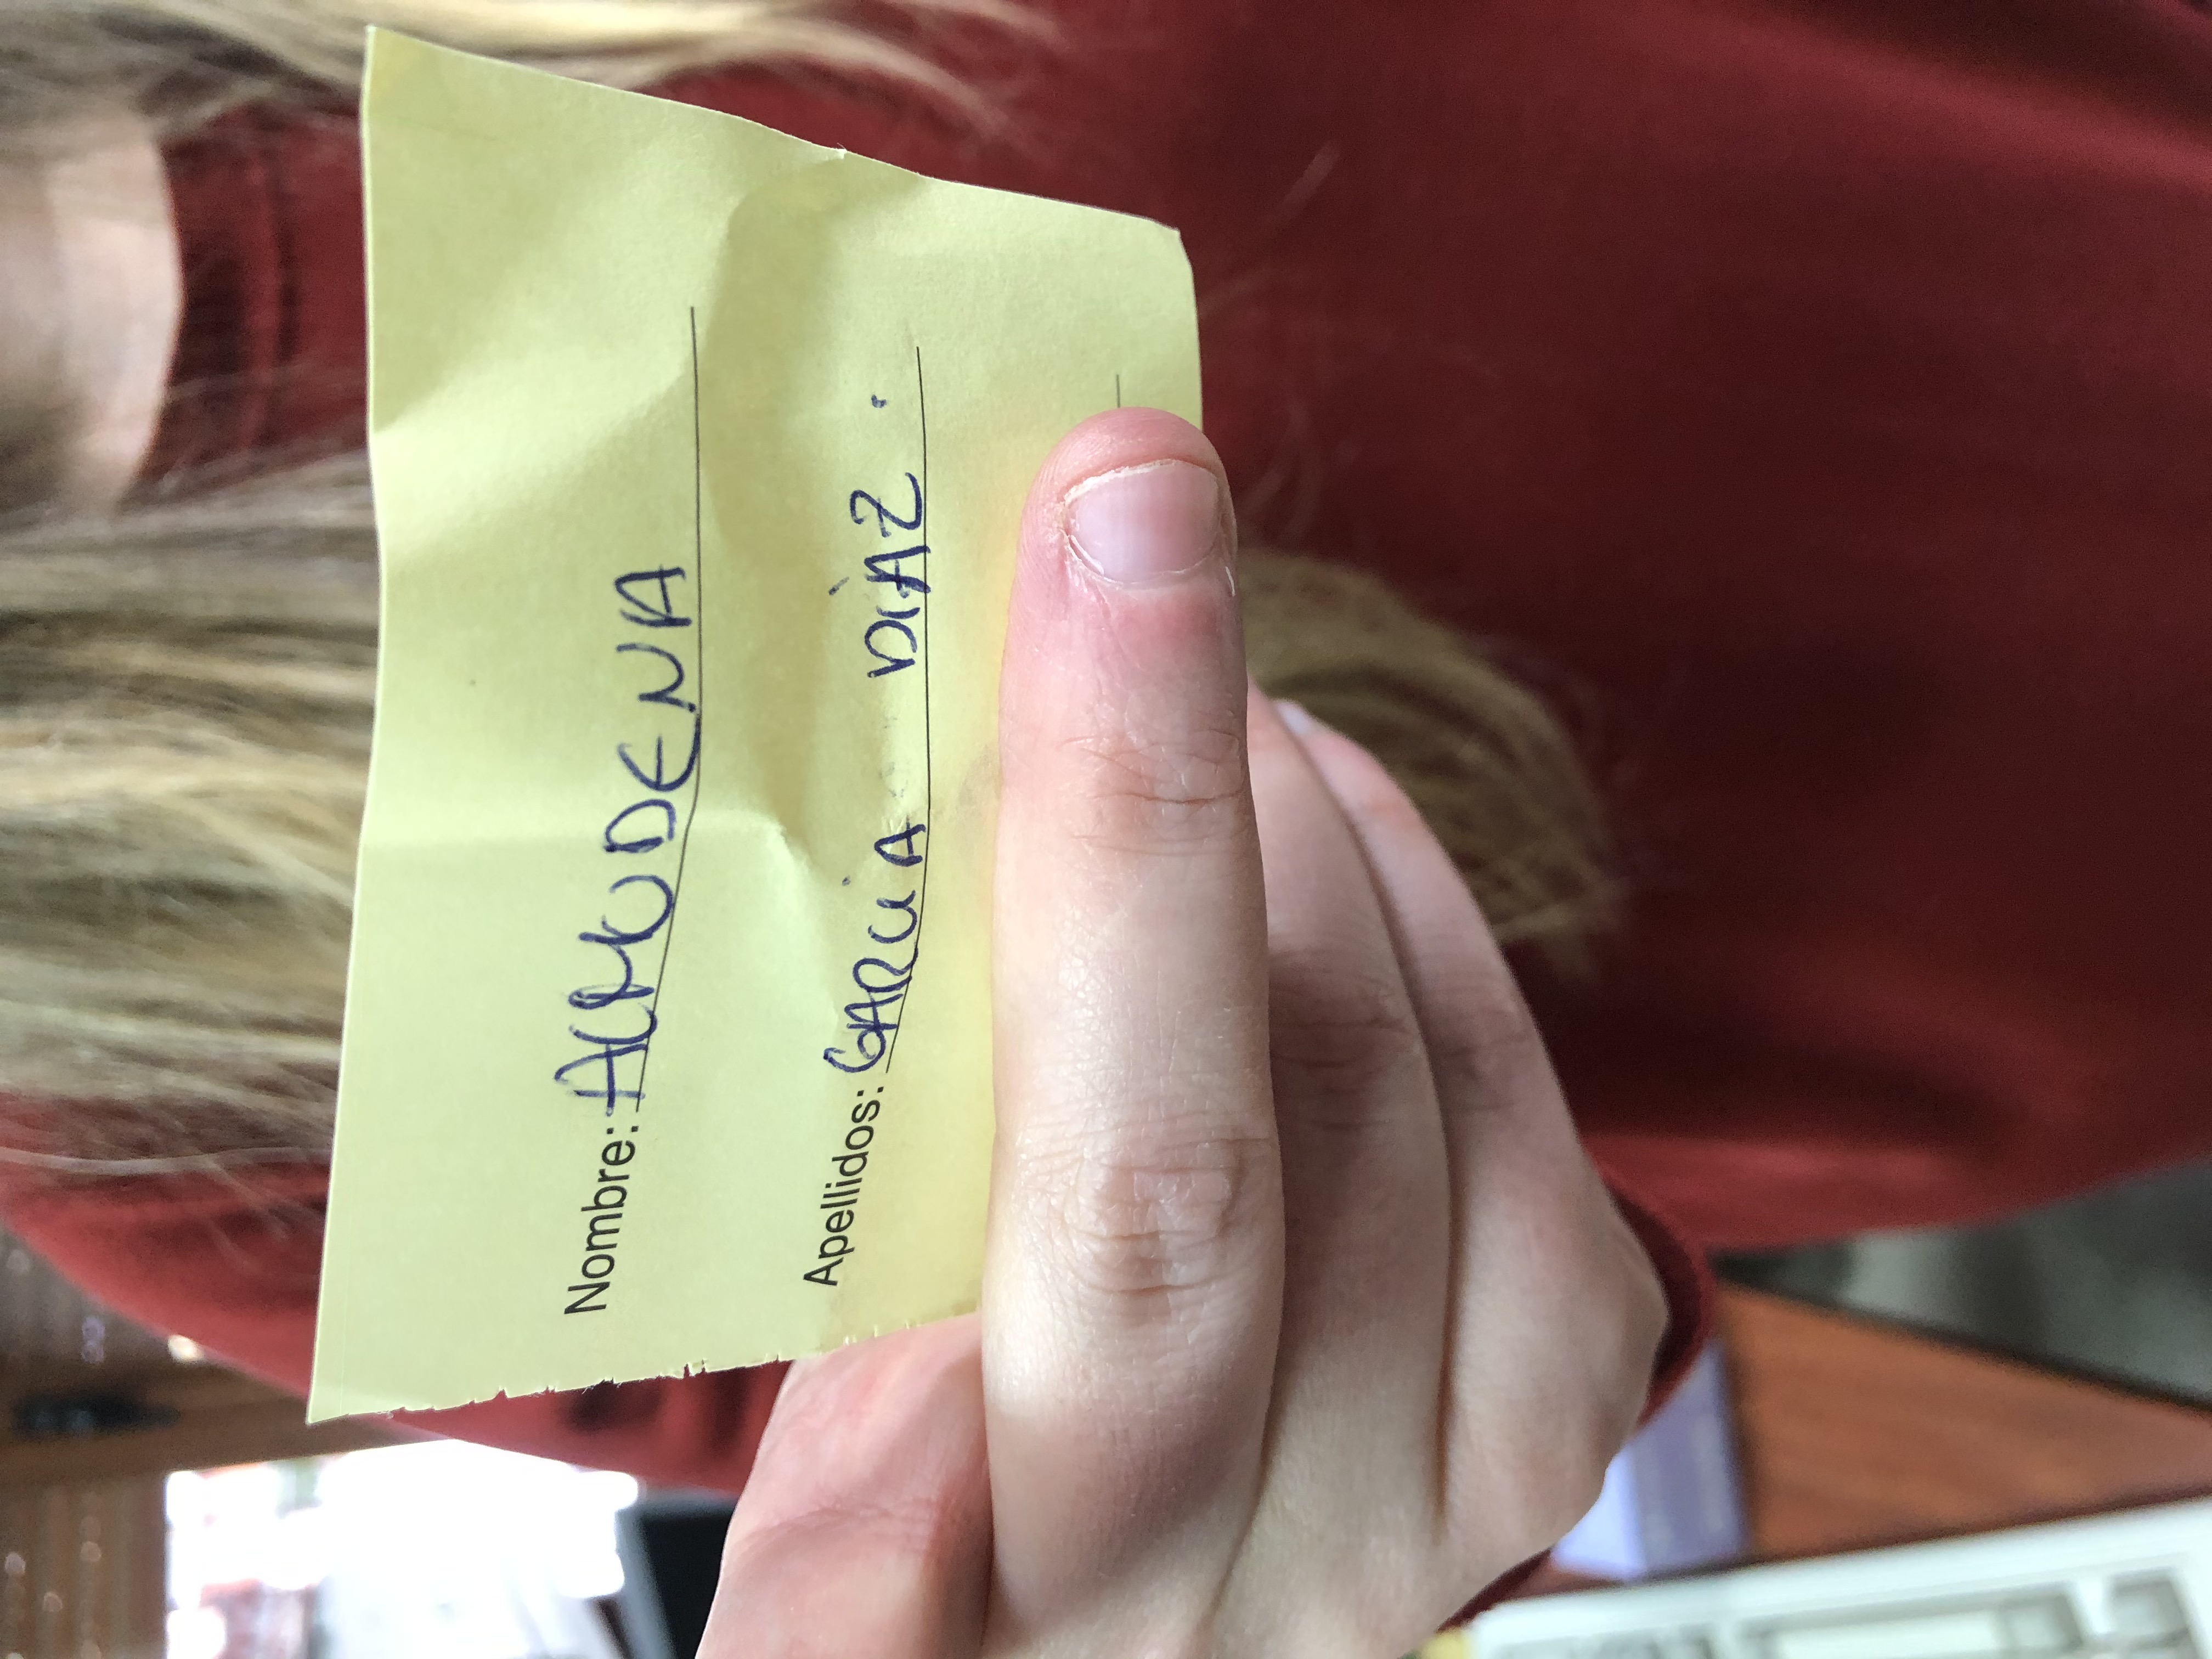 Nombre: ALMUDENA
Apellidos: GARCÍA DÍAZ.